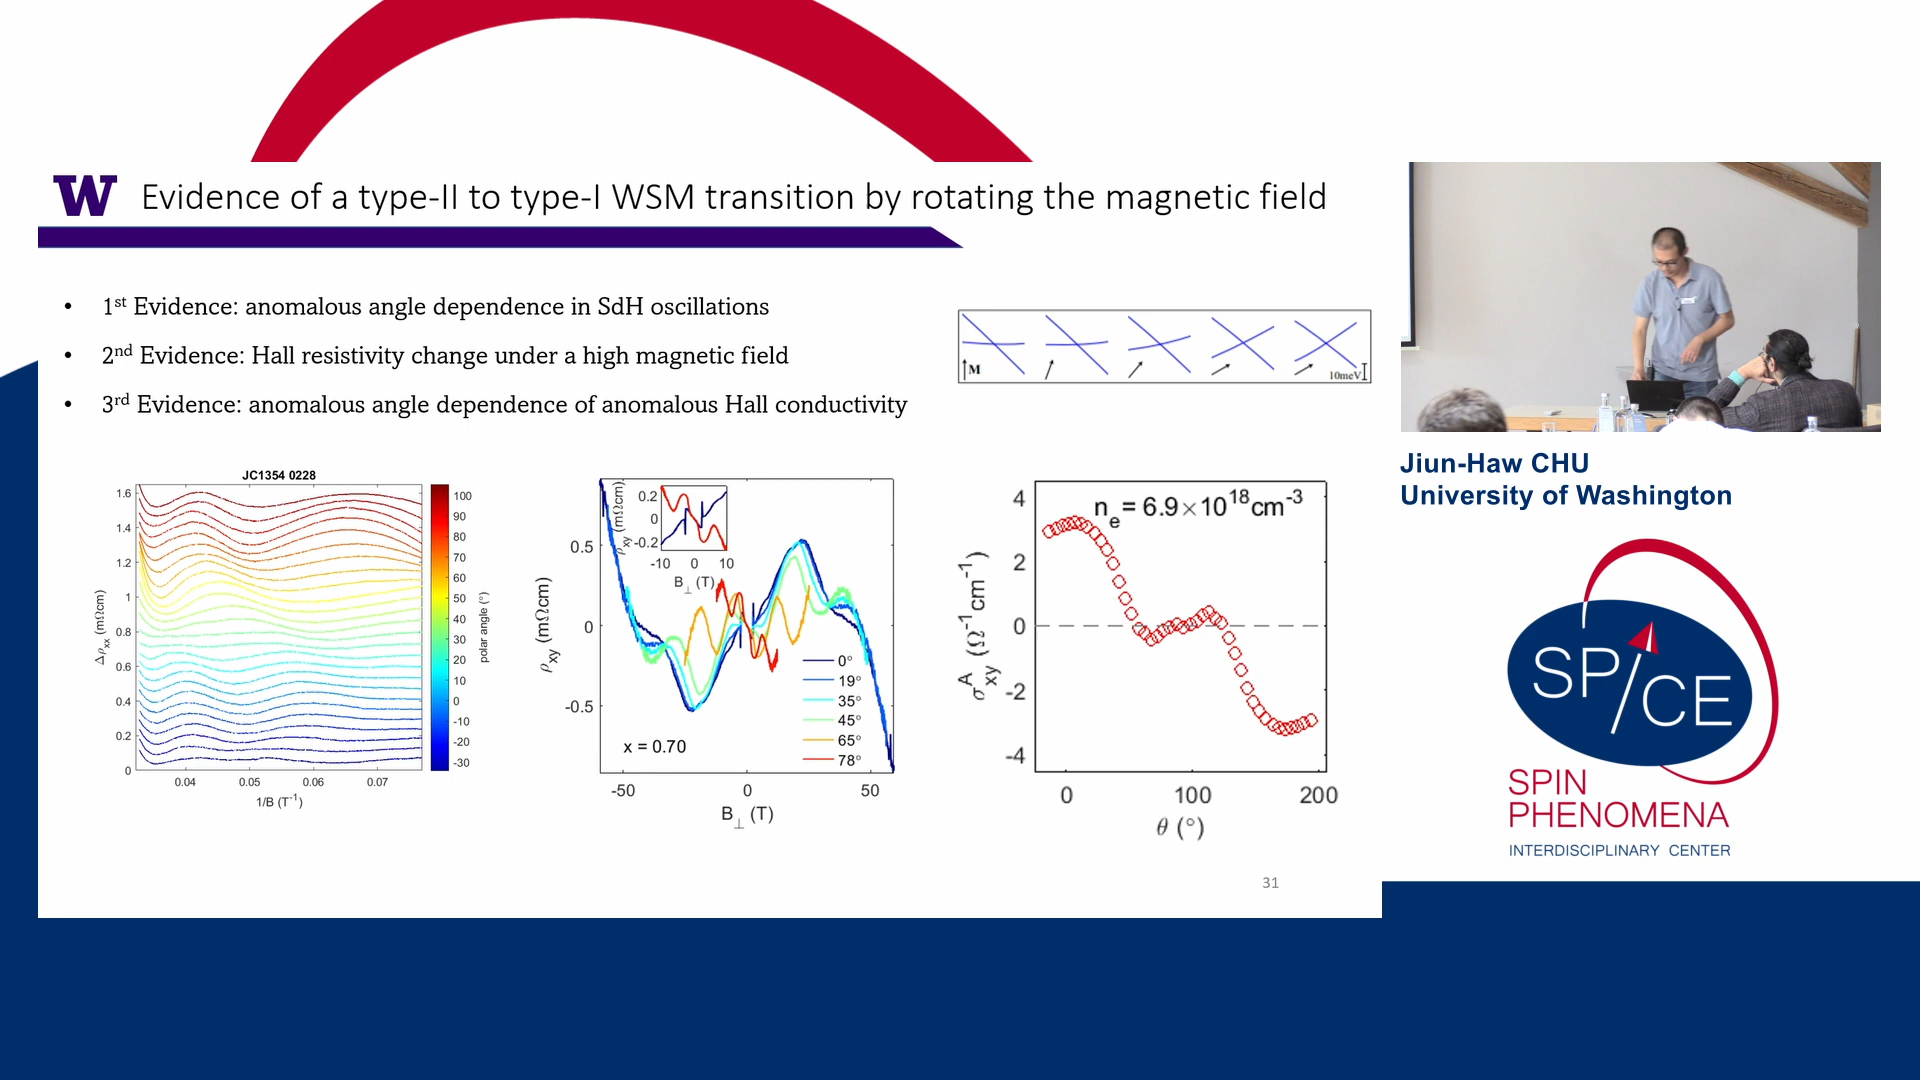 W Evidence of a type-II to type-I WSM transition by rotating the magnetic field
• 1st Evidence: anomalous angle dependence in SdH oscillations
• 2nd Evidence: Hall resistivity change under a high magnetic field
• 3rd Evidence: anomalous angle dependence of anomalous Hall conductivity
M
10meV
JC1354 0228
1.6
1.4
1.2
1
0.8
0.6
0.4
0.2
0
Δρxx (mΩcm)
0.04 0.05 0.06 0.07
1/B (T-1)
100
90
80
70
60
50
40
30
20
10
0
-10
-20
-30
polar angle (°)
0.5
0
-0.5
ρxy (mΩcm)
0.2
0
-0.2
ρxy (mΩcm)
-10 0 10
B⊥ (T)
0°
19°
35°
45°
65°
78°
x = 0.70
-50 0 50
B⊥ (T)
ne = 6.9×10^18 cm^-3
4
2
0
-2
-4
σAxy (Ω-1cm-1)
0 100 200
θ (°)
31
Jiun-Haw CHU
University of Washington
SP/CE
SPIN
PHENOMENA
INTERDISCIPLINARY CENTER